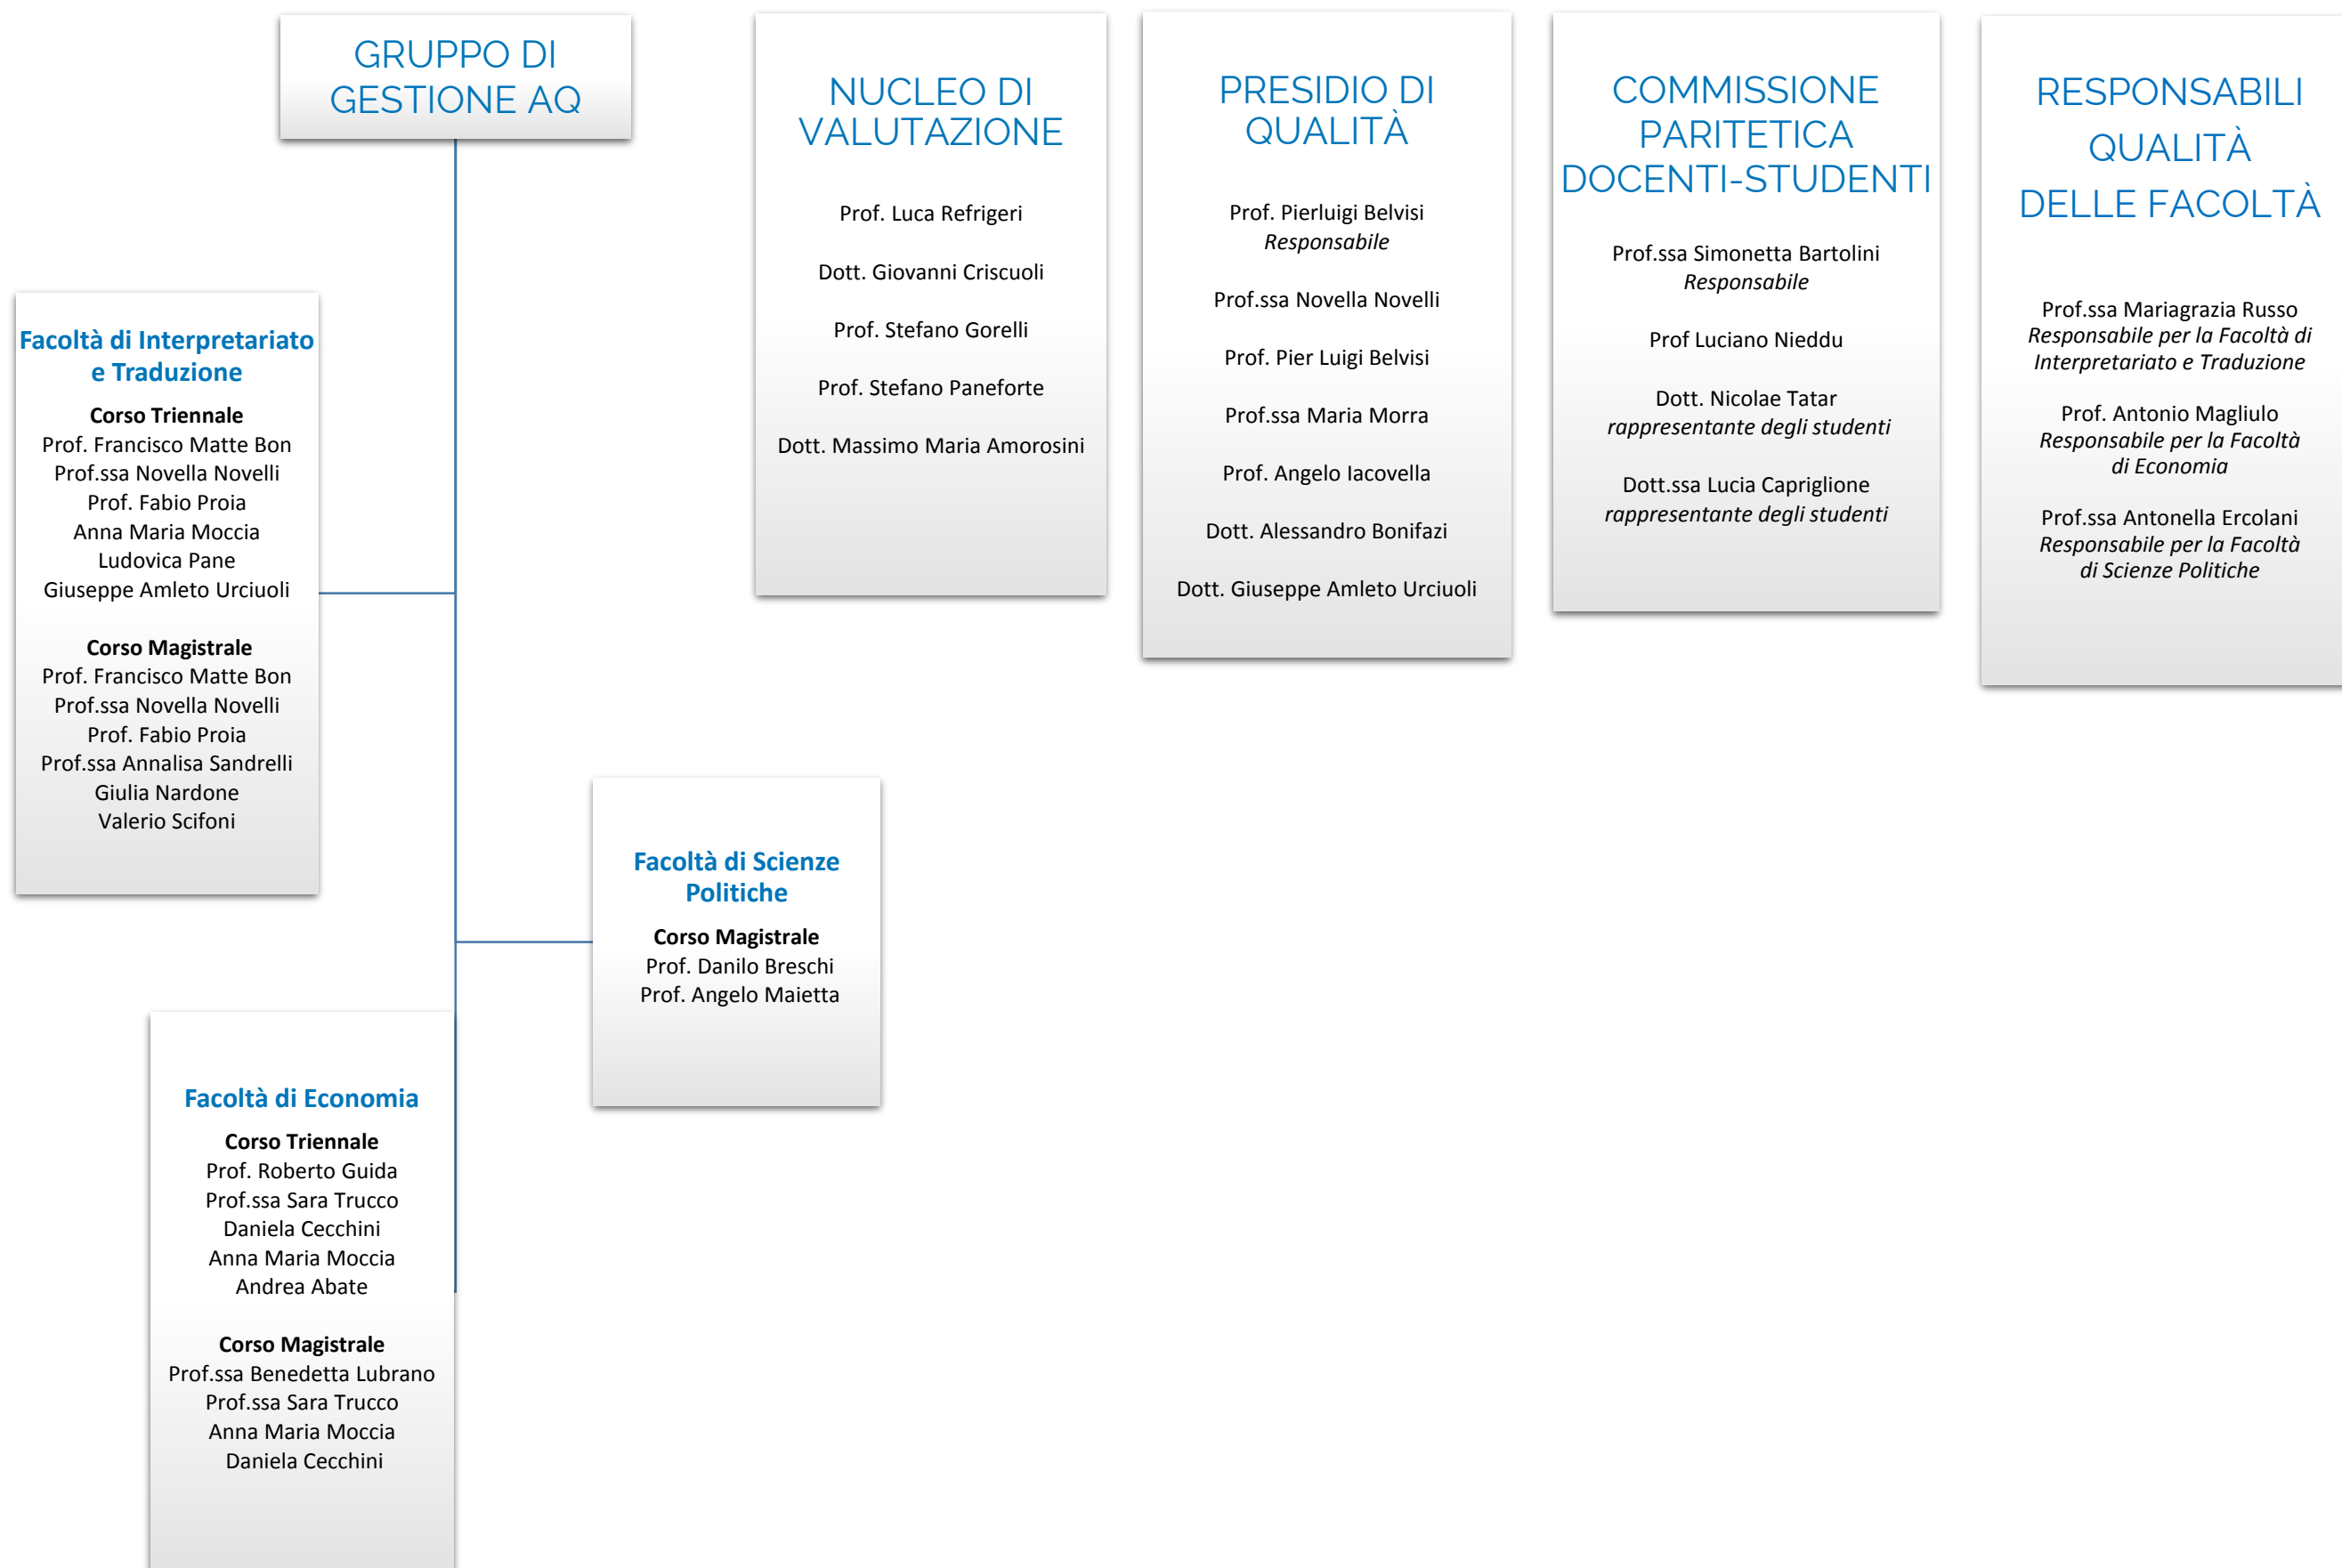 GRUPPO DI
GESTIONE AQ
Facoltà di Interpretariato
e Traduzione
Corso Triennale
Prof. Francisco Matte Bon
Prof.ssa Novella Novelli
Prof. Fabio Proia
Anna Maria Moccia
Ludovica Pane
Giuseppe Amleto Urciuoli
Corso Magistrale
Prof. Francisco Matte Bon
Prof.ssa Novella Novelli
Prof. Fabio Proia
Prof.ssa Annalisa Sandrelli
Giulia Nardone
Valerio Scifoni
Facoltà di Scienze
Politiche
Corso Magistrale
Prof. Danilo Breschi
Prof. Angelo Maietta
Facoltà di Economia
Corso Triennale
Prof. Roberto Guida
Prof.ssa Sara Trucco
Daniela Cecchini
Anna Maria Moccia
Andrea Abate
Corso Magistrale
Prof.ssa Benedetta Lubrano
Prof.ssa Sara Trucco
Anna Maria Moccia
Daniela Cecchini
NUCLEO DI
VALUTAZIONE
Prof. Luca Refrigeri
Dott. Giovanni Criscuoli
Prof. Stefano Gorelli
Prof. Stefano Paneforte
Dott. Massimo Maria Amorosini
PRESIDIO DI
QUALITÀ
Prof. Pierluigi Belvisi
Responsabile
Prof.ssa Novella Novelli
Prof. Pier Luigi Belvisi
Prof.ssa Maria Morra
Prof. Angelo Iacovella
Dott. Alessandro Bonifazi
Dott. Giuseppe Amleto Urciuoli
COMMISSIONE
PARITETICA
DOCENTI-STUDENTI
Prof.ssa Simonetta Bartolini
Responsabile
Prof Luciano Nieddu
Dott. Nicolae Tatar
rappresentante degli studenti
Dott.ssa Lucia Capriglione
rappresentante degli studenti
RESPONSABILI
QUALITÀ
DELLE FACOLTÀ
Prof.ssa Mariagrazia Russo
Responsabile per la Facoltà di
Interpretariato e Traduzione
Prof. Antonio Magliulo
Responsabile per la Facoltà
di Economia
Prof.ssa Antonella Ercolani
Responsabile per la Facoltà
di Scienze Politiche